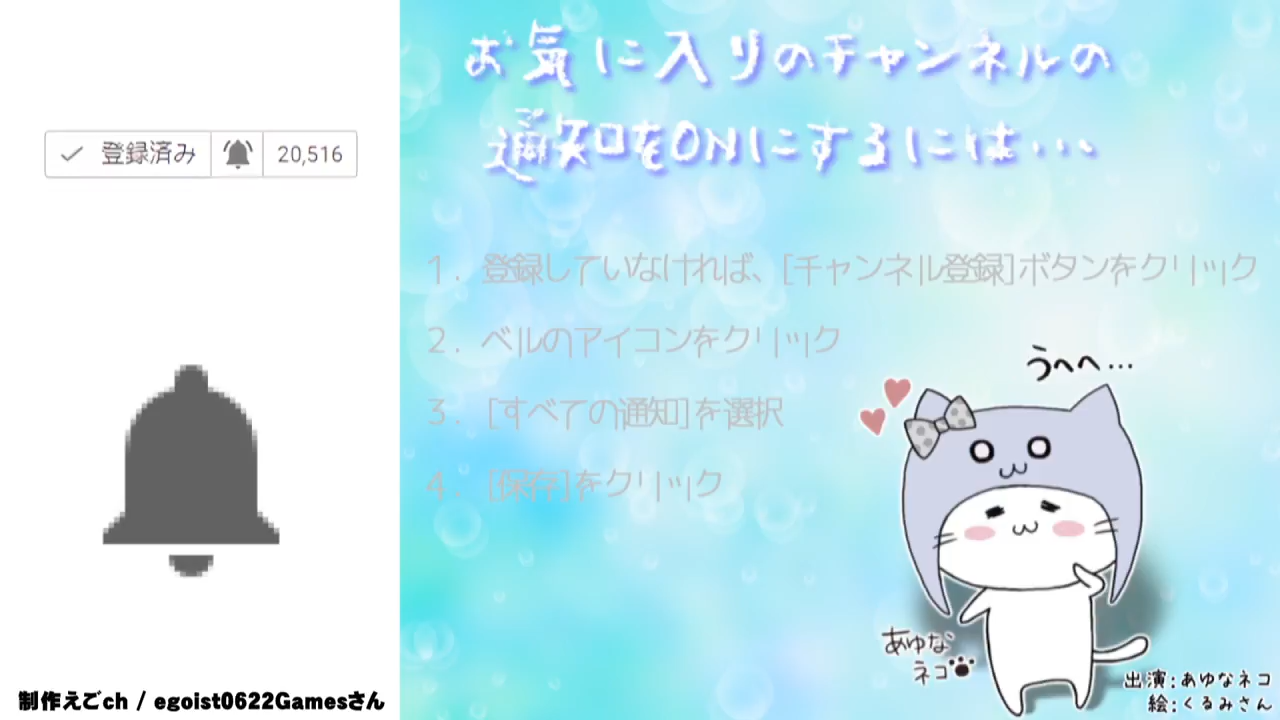 お気に入りのチャンネルの
通知をONにするには・・・
登録済み 20,516
1. 登録していなければ、[チャンネル登録]ボタンをクリック
2. ベルのアイコンをクリック
3. [すべての通知]を選択
4. [保存]をクリック
うへへ…
あゆな
ネコ
出演:あゆなネコ
絵:くるみさん
制作えごch / egoist0622Gamesさん